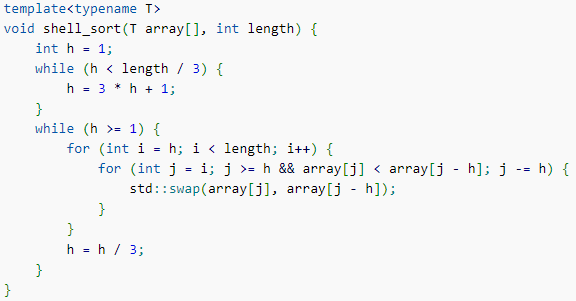 template<typename T>
void shell_sort(T array[], int length) {
    int h = 1;
    while (h < length / 3) {
        h = 3 * h + 1;
    }
    while (h >= 1) {
        for (int i = h; i < length; i++) {
            for (int j = i; j >= h && array[j] < array[j - h]; j -= h) {
                std::swap(array[j], array[j - h]);
            }
        }
        h = h / 3;
    }
}